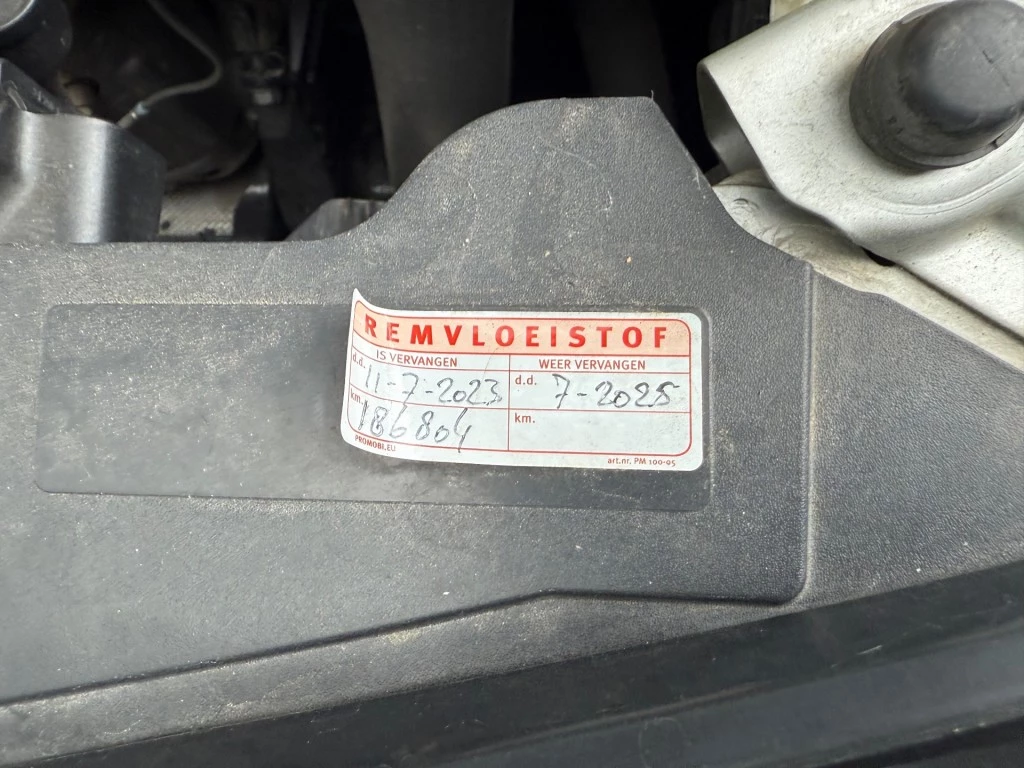 REMVLOEISTOF
IS VERVANGEN
d.d. 11-7-2023
km. 186804
WEER VERVANGEN
d.d. 7-2025
km.
PROMOBI.EU
art.nr. PM 100-05